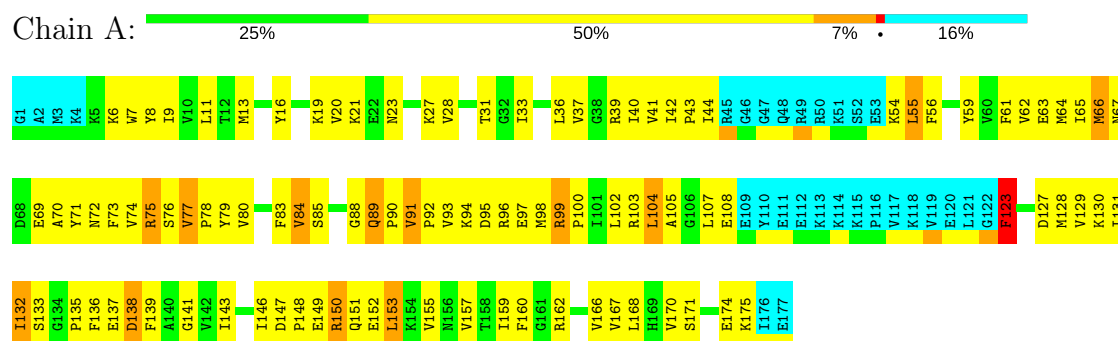 Chain A:
25% 50% 7% • 16%
G1 A2 M3 K4 K5 K6 W7 Y8 I9 V10 L11 T12 M13 Y16 K19 V20 K21 E22 N23 K27 V28 T31 G32 I33 L36 V37 G38 R39 I40 V41 I42 P43 I44 R45 G46 G47 Q48 R49 R50 K51 S52 E53 K54 L55 F56 Y59 V60 F61 V62 E63 M64 I65 M66 N67
D68 E69 A70 Y71 N72 F73 V74 R75 S76 V77 P78 Y79 V80 F83 V84 S85 G88 Q89 P90 V91 P92 V93 K94 D95 R96 E97 M98 R99 P100 I101 L102 R103 L104 A105 G106 L107 E108 E109 Y110 E111 E112 K113 K114 K115 P116 V117 K118 V119 E120 L121 G122 F123 D127 M128 V129 K130 I131
I132 S133 G134 P135 F136 E137 D138 F139 A140 G141 V142 I143 I146 D147 P148 E149 R150 Q151 E152 L153 K154 V155 N156 V157 T158 I159 F160 G161 R162 V166 V167 L168 H169 V170 S171 E174 K175 I176 E177